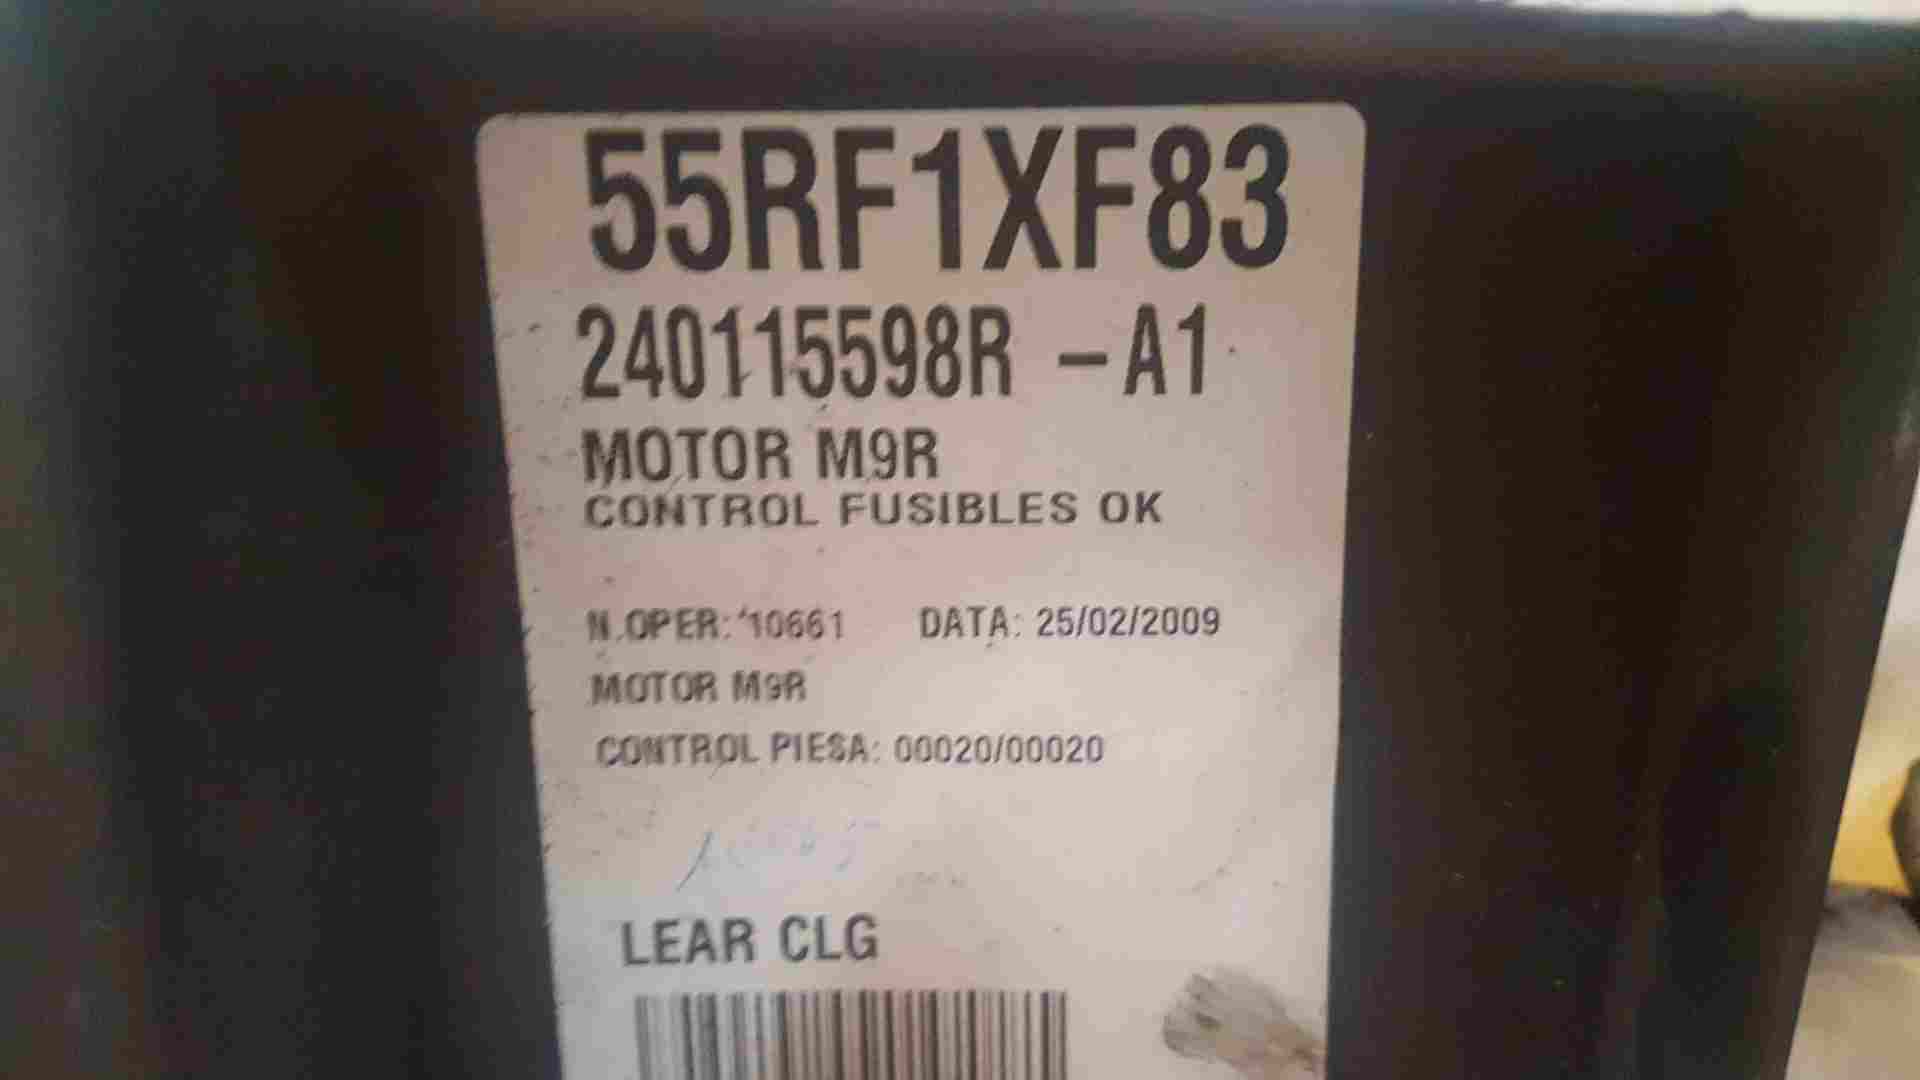 55RF1XF83
240115598R - A1
MOTOR M9R
CONTROL FUSIBLES OK
N.OPER: 10661 DATA: 25/02/2009
MOTOR M9R
CONTROL PIESA: 00020/00020
LEAR CLG